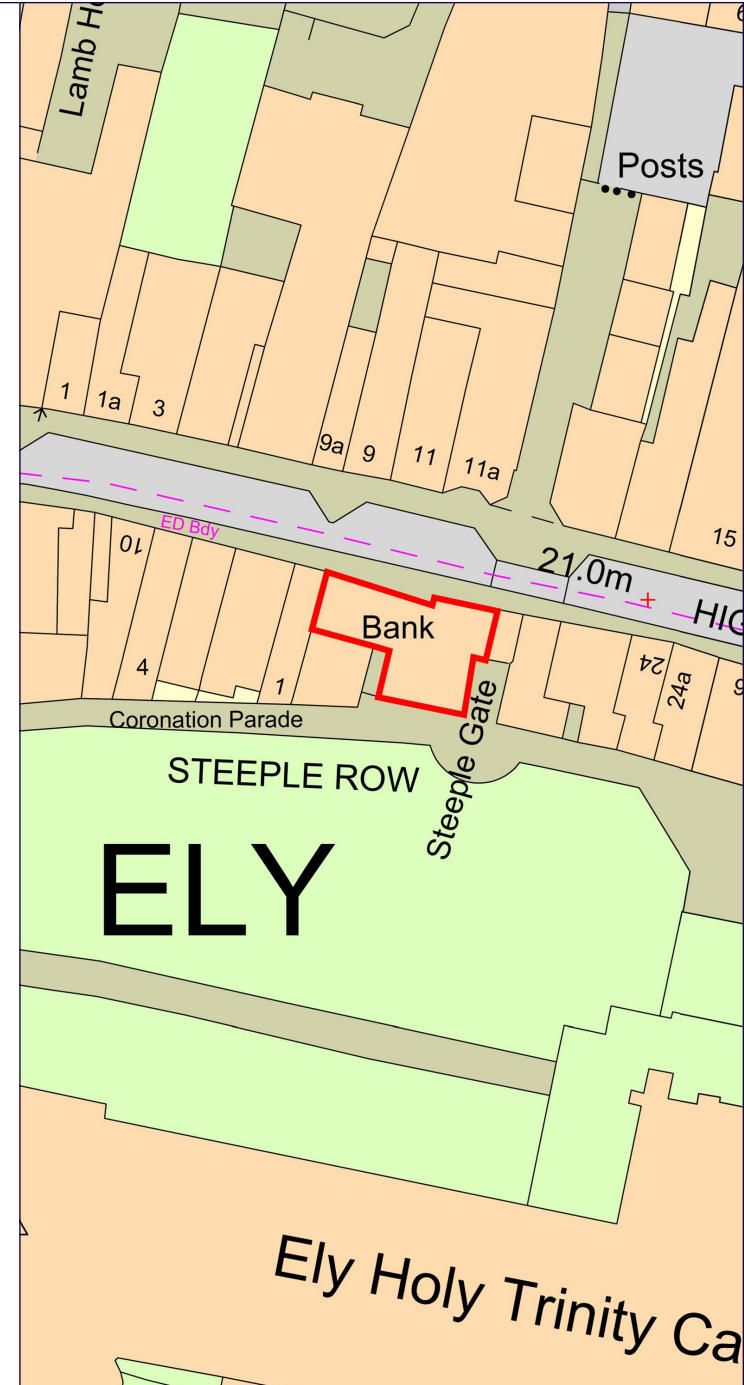 Lamb Ho
Posts
1
1a
3
9a
9
11
11a
15
ED Bdy
10
21.0m
HIG
Bank
4
1
24
24a
Steeple Gate
Coronation Parade
STEEPLE ROW
ELY
Ely Holy Trinity Ca